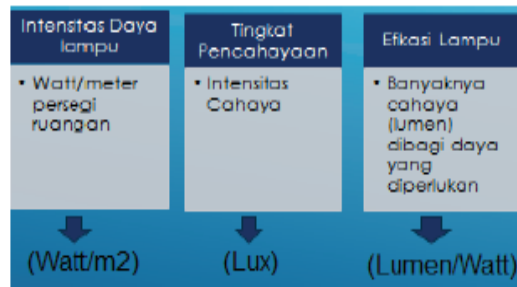 Intensitas Daya
lampu
• Watt/meter
persegi
ruangan
(Watt/m2)
Tingkat
Pencahayaan
• Intensitas
Cahaya
(Lux)
Efikasi Lampu
• Banyaknya
cahaya
(lumen)
dibagi daya
yang
diperlukan
(Lumen/Watt)